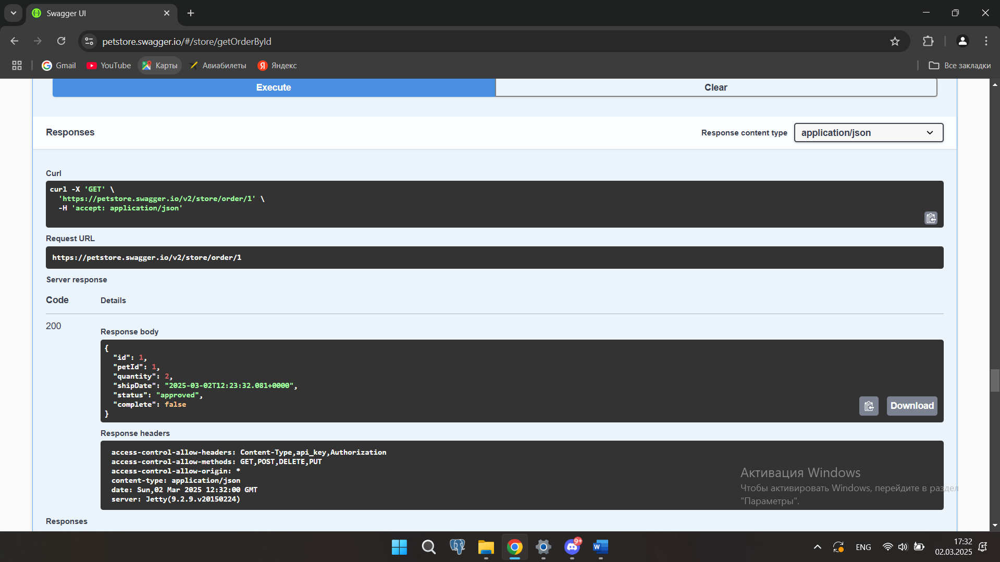 Swagger UI
petstore.swagger.io/#/store/getOrderById
Gmail
YouTube
Карты
Авиабилеты
Яндекс
Все закладки
Execute
Clear
Responses
Response content type
application/json
Curl
curl -X 'GET' \
'https://petstore.swagger.io/v2/store/order/1' \
-H 'accept: application/json'
Request URL
https://petstore.swagger.io/v2/store/order/1
Server response
Code
Details
200
Response body
{
"id": 1,
"petId": 1,
"quantity": 2,
"shipDate": "2025-03-02T12:23:32.081+0000",
"status": "approved",
"complete": false
}
Download
Response headers
access-control-allow-headers: Content-Type,api_key,Authorization
access-control-allow-methods: GET,POST,DELETE,PUT
access-control-allow-origin: *
content-type: application/json
date: Sun,02 Mar 2025 12:32:00 GMT
server: Jetty(9.2.9.v20150224)
Активация Windows
Чтобы активировать Windows, перейдите в раздел
"Параметры".
Responses
9+
W
ENG
17:32
02.03.2025